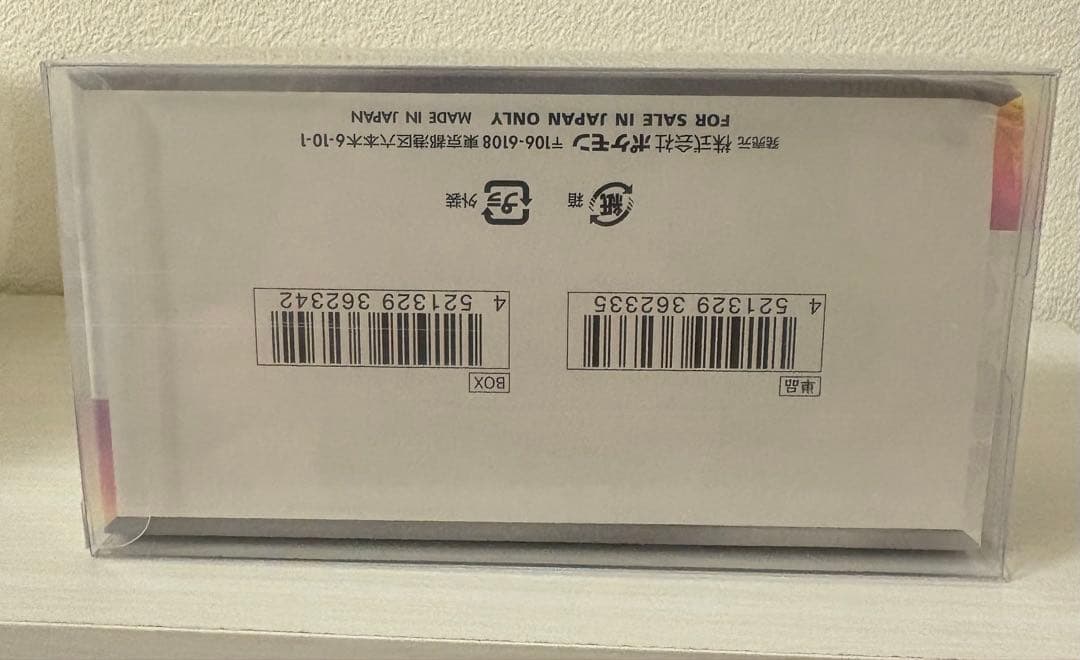 単品
4 521329 362335
BOX
4 521329 362342
紙 箱
プラ 外装
発売元 株式会社 ポケモン 〒106-6108 東京都港区六本木6-10-1
FOR SALE IN JAPAN ONLY MADE IN JAPAN